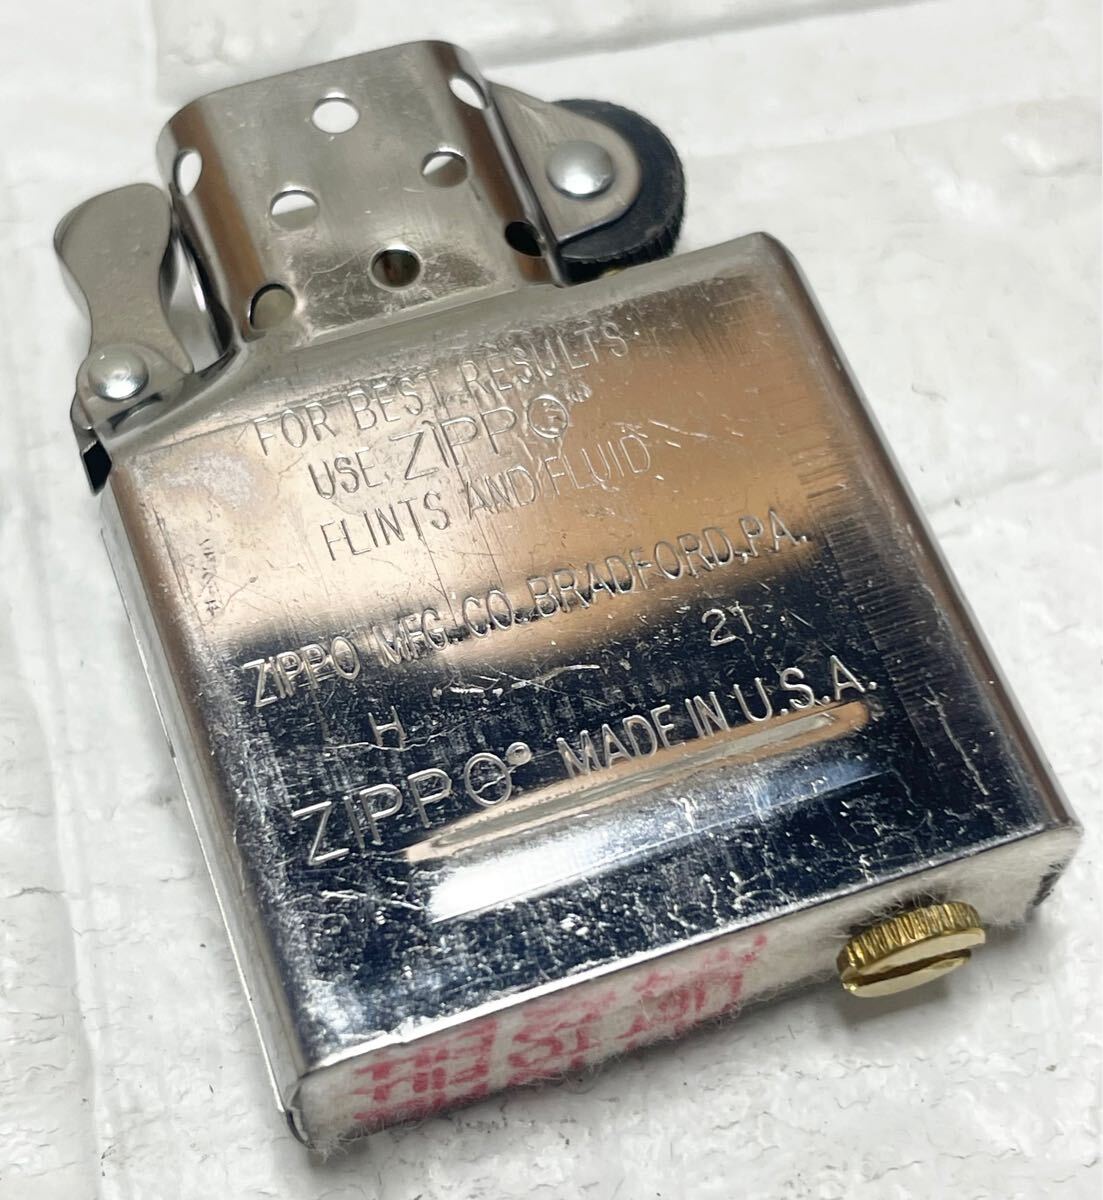 FOR BEST RESULTS
USE ZIPPO®
FLINTS AND FLUID
ZIPPO MFG. CO. BRADFORD, PA.
H 21
ZIPPO® MADE IN U.S.A.